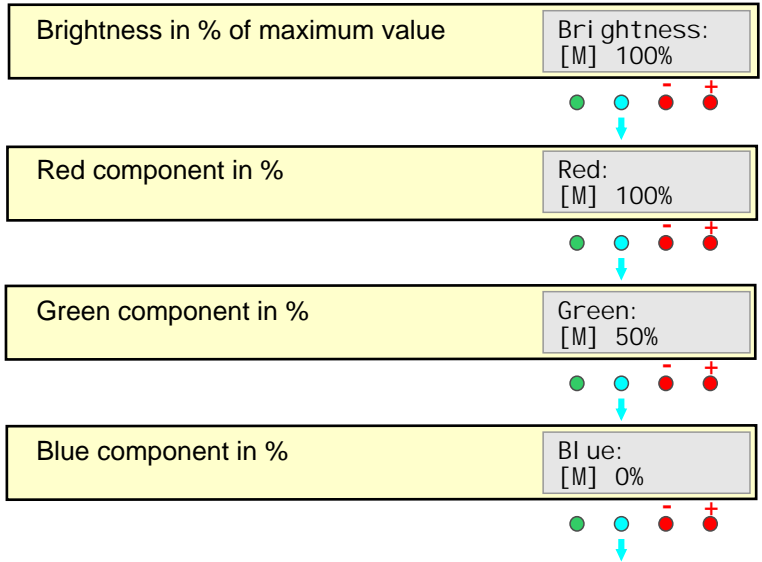 Brightness in % of maximum value
Brightness:
[M] 100%
- +
Red component in %
Red:
[M] 100%
- +
Green component in %
Green:
[M] 50%
- +
Blue component in %
Blue:
[M] 0%
- +